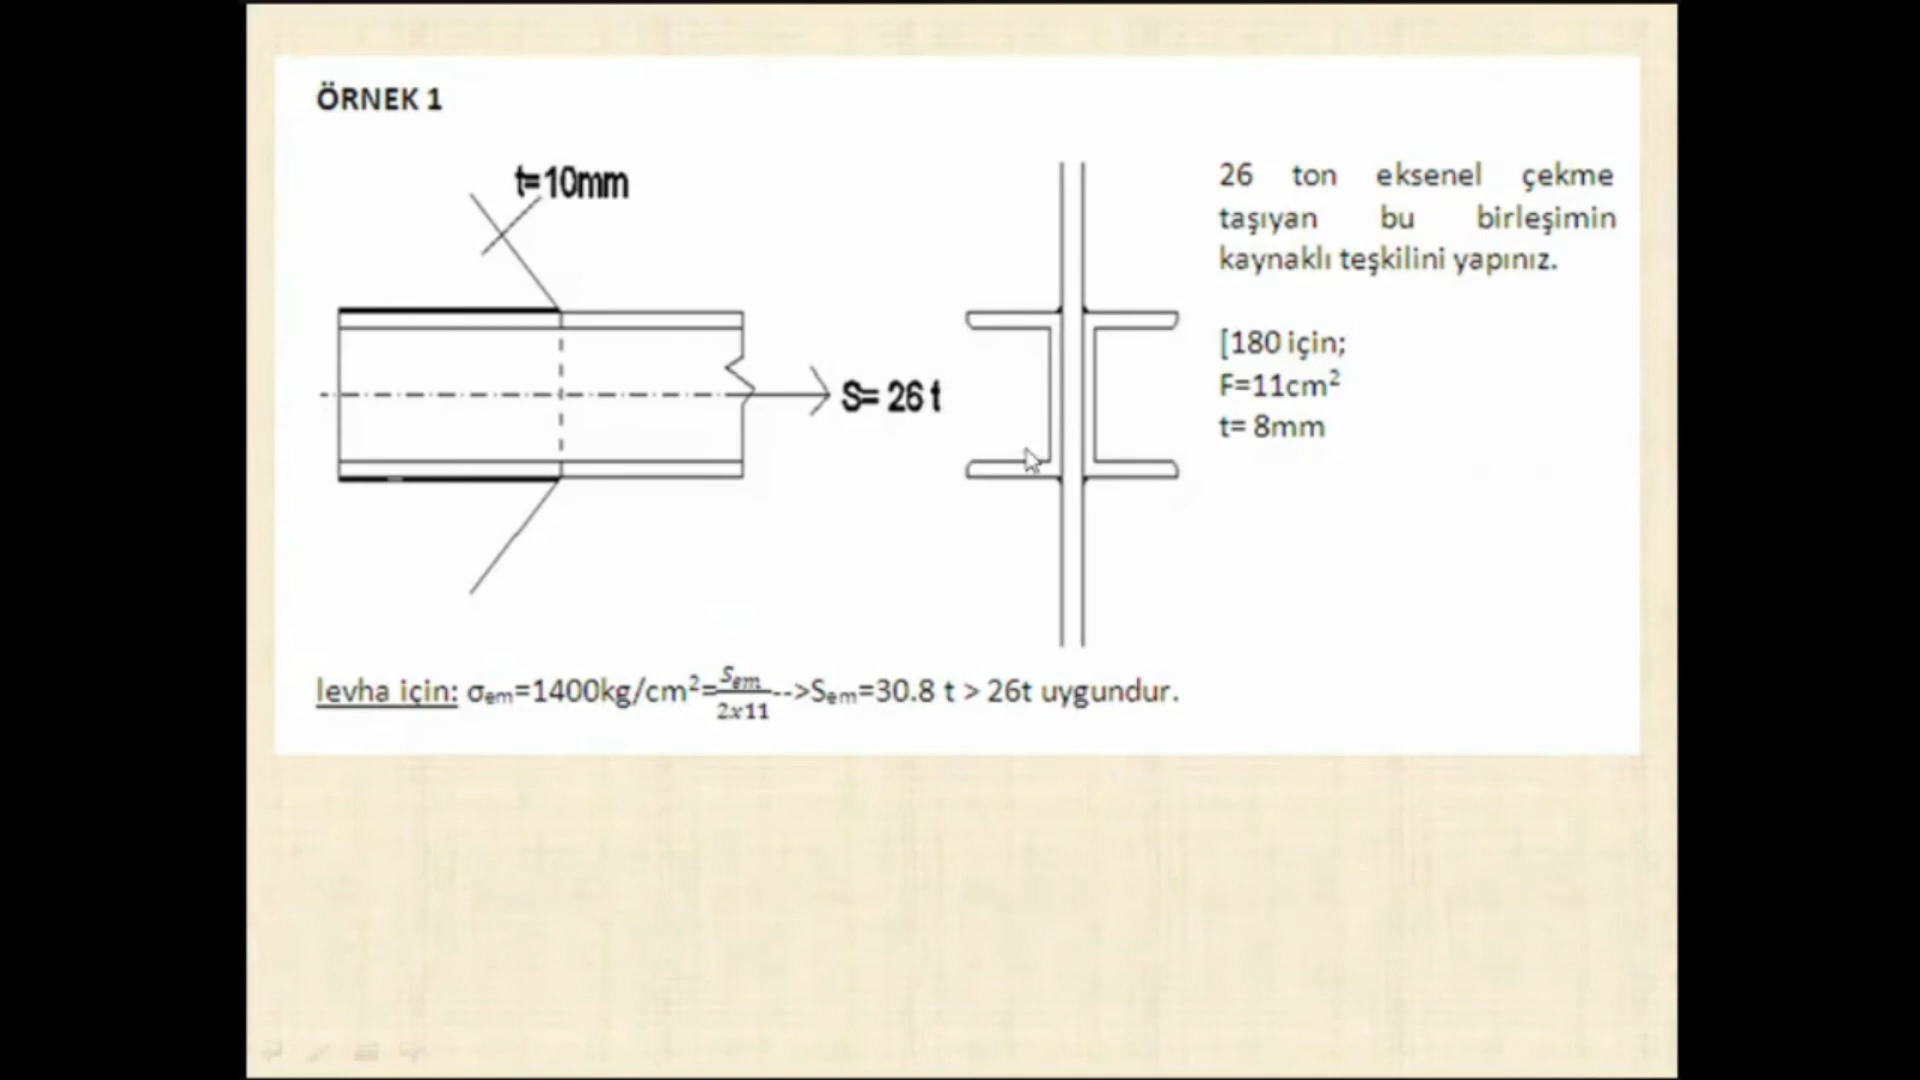 ÖRNEK 1
t=10mm
26 ton eksenel çekme
taşıyan bu birleşimin
kaynaklı teşkilini yapınız.
[180 için;
F=11cm²
t= 8mm
S= 26 t
levha için: σem=1400kg/cm²=Sem/2x11-->Sem=30.8 t > 26t uygundur.